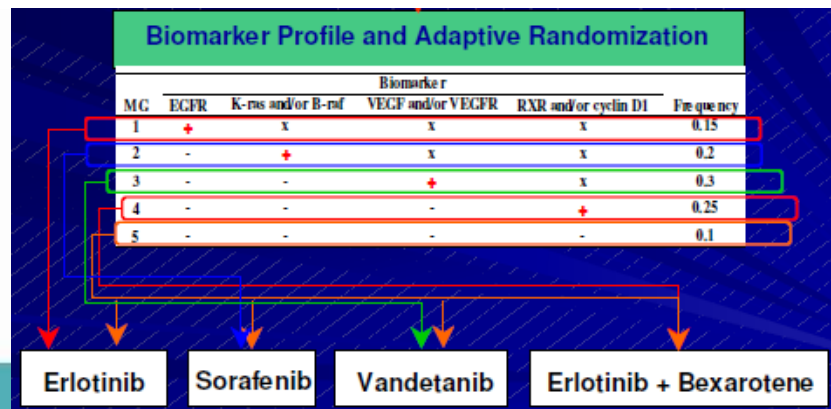 Biomarker Profile and Adaptive Randomization
Biomarker
MG EGFR K-ras and/or B-raf VEGF and/or VEGFR RXR and/or cyclin D1 Frequency
1 + x x x 0.15
2 - + x x 0.2
3 - - + x 0.3
4 - - - + 0.25
5 - - - - 0.1
Erlotinib Sorafenib Vandetanib Erlotinib + Bexarotene